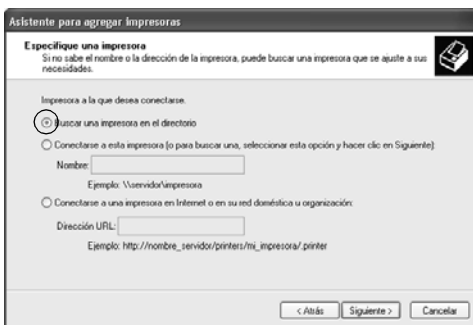 Asistente para agregar impresoras
Especifique una impresora
Si no sabe el nombre o la dirección de la impresora, puede buscar una impresora que se ajuste a sus
necesidades.
Impresora a la que desea conectarse.
Buscar una impresora en el directorio
Conectarse a esta impresora (o para buscar una, seleccionar esta opción y hacer clic en Siguiente):
Nombre:
Ejemplo: \\servidor\impresora
Conectarse a una impresora en Internet o en su red doméstica u organización:
Dirección URL:
Ejemplo: http://nombre_servidor/printers/mi_impresora/.printer
< Atrás Siguiente > Cancelar